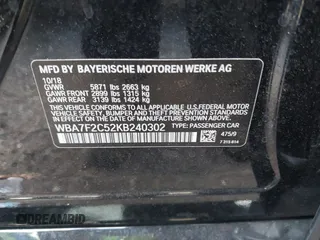 MFD BY BAYERISCHE MOTOREN WERKE AG
10/18
GVWR 5871 lbs 2663 kg
GAWR FRONT 2899 lbs 1315 kg
GAWR REAR 3139 lbs 1424 kg
THIS VEHICLE CONFORMS TO ALL APPLICABLE U.S. FEDERAL MOTOR
VEHICLE SAFETY, BUMPER AND THEFT PREVENTION STANDARDS
IN EFFECT ON THE DATE OF MANUFACTURE SHOWN ABOVE.
WBA7F2C52KB240302 TYPE: PASSENGER CAR
475/9
DREAMBID